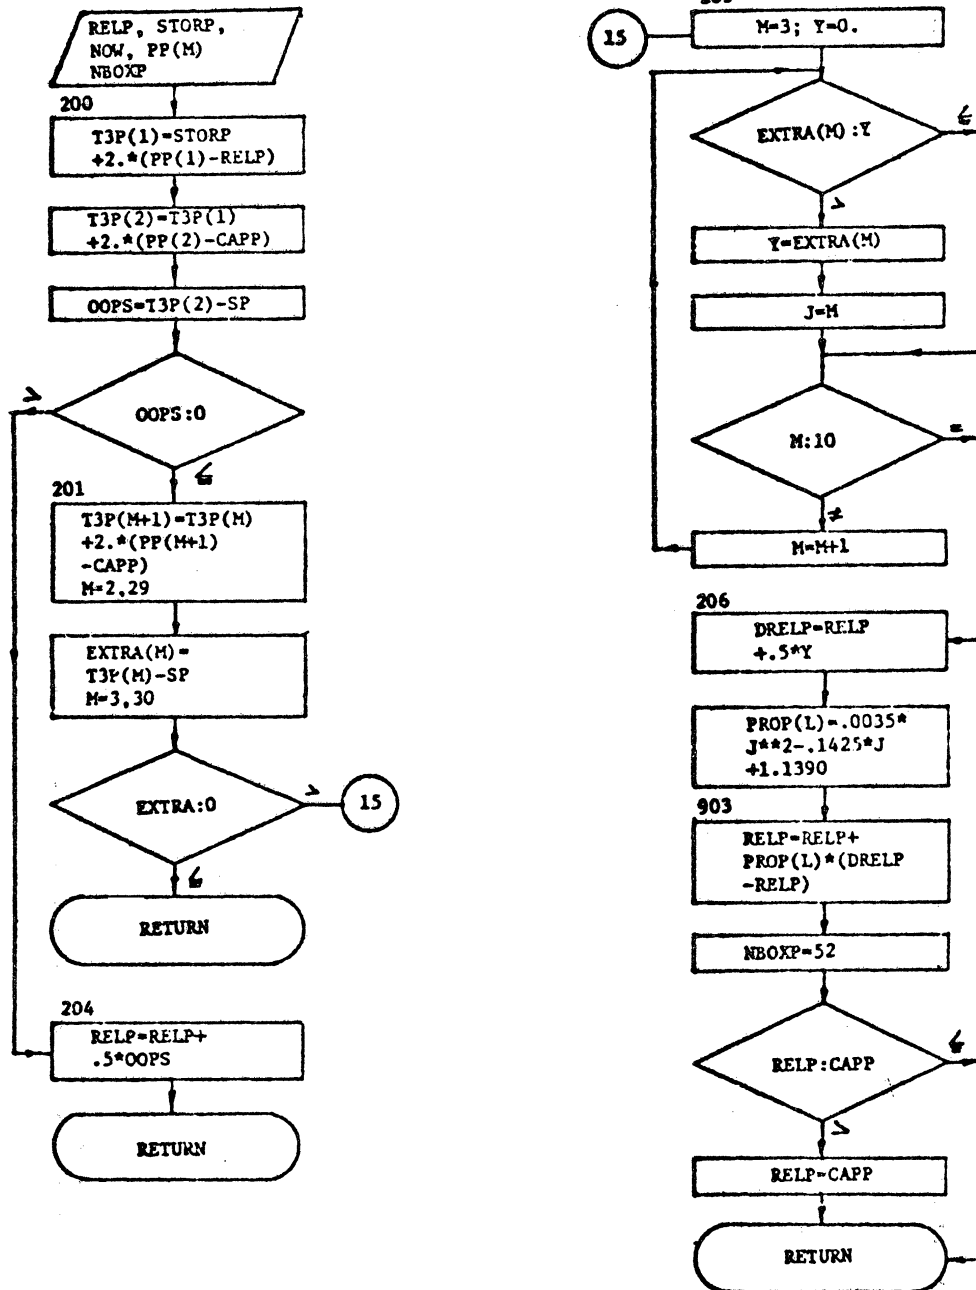 RELP, STORP,
NOW, PP(M)
NBOXP
200
T3P(1)=STORP
+2.*(PP(1)-RELP)
T3P(2)=T3P(1)
+2.*(PP(2)-CAPP)
OOPS=T3P(2)-SP
>
OOPS:0
≤
201
T3P(M+1)=T3P(M)
+2.*(PP(M+1)
-CAPP)
M=2,29
EXTRA(M)=
T3P(M)-SP
M=3,30
EXTRA:0
>
15
≤
RETURN
204
RELP=RELP+
.5*OOPS
RETURN
15
M=3; Y=0.
EXTRA(M):Y
≤
>
Y=EXTRA(M)
J=M
M:10
=
≠
M=M+1
206
DRELP=RELP
+.5*Y
PROP(L)=.0035*
J**2-.1425*J
+1.1390
903
RELP=RELP+
PROP(L)*(DRELP
-RELP)
NBOXP=52
RELP:CAPP
≤
>
RELP=CAPP
RETURN